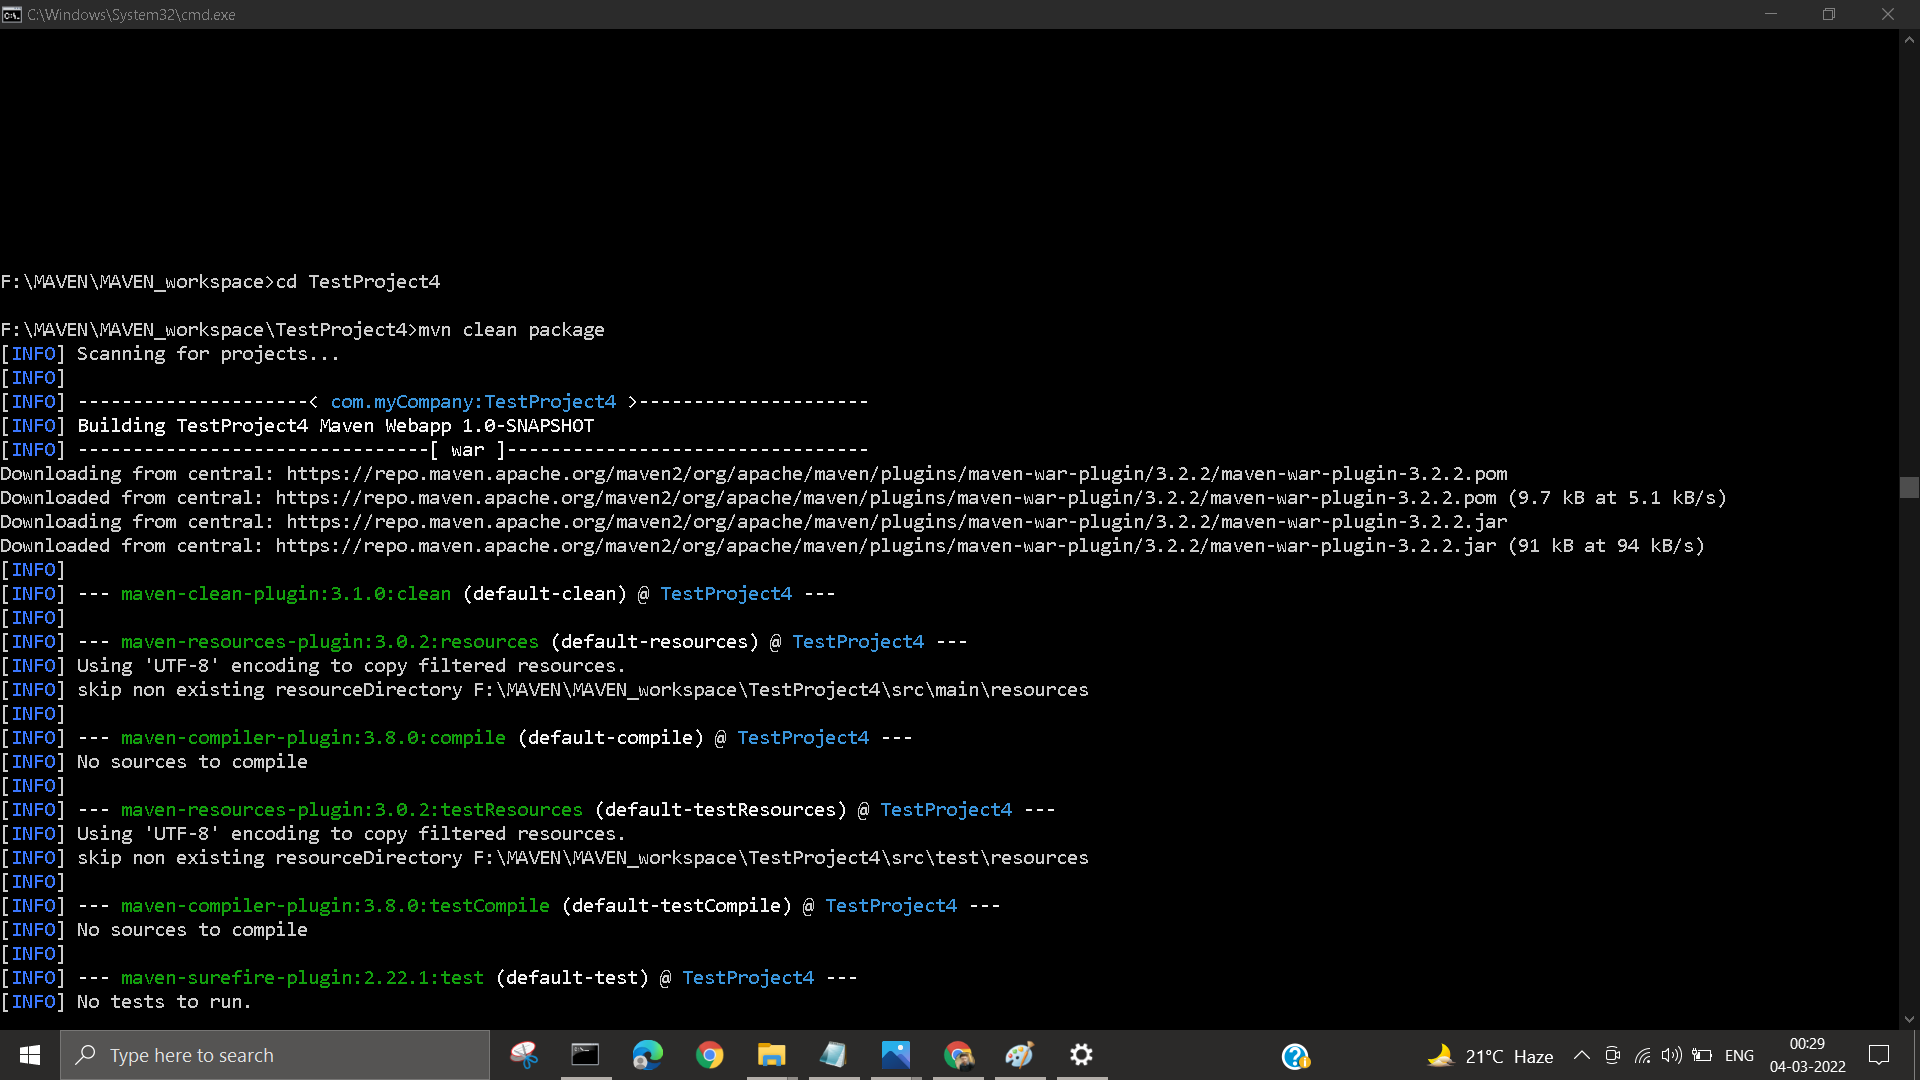 C:\Windows\System32\cmd.exe
F:\MAVEN\MAVEN_workspace>cd TestProject4
F:\MAVEN\MAVEN_workspace\TestProject4>mvn clean package
[INFO] Scanning for projects...
[INFO]
[INFO] ---------------------< com.myCompany:TestProject4 >---------------------
[INFO] Building TestProject4 Maven Webapp 1.0-SNAPSHOT
[INFO] --------------------------------[ war ]---------------------------------
Downloading from central: https://repo.maven.apache.org/maven2/org/apache/maven/plugins/maven-war-plugin/3.2.2/maven-war-plugin-3.2.2.pom
Downloaded from central: https://repo.maven.apache.org/maven2/org/apache/maven/plugins/maven-war-plugin/3.2.2/maven-war-plugin-3.2.2.pom (9.7 kB at 5.1 kB/s)
Downloading from central: https://repo.maven.apache.org/maven2/org/apache/maven/plugins/maven-war-plugin/3.2.2/maven-war-plugin-3.2.2.jar
Downloaded from central: https://repo.maven.apache.org/maven2/org/apache/maven/plugins/maven-war-plugin/3.2.2/maven-war-plugin-3.2.2.jar (91 kB at 94 kB/s)
[INFO]
[INFO] --- maven-clean-plugin:3.1.0:clean (default-clean) @ TestProject4 ---
[INFO]
[INFO] --- maven-resources-plugin:3.0.2:resources (default-resources) @ TestProject4 ---
[INFO] Using 'UTF-8' encoding to copy filtered resources.
[INFO] skip non existing resourceDirectory F:\MAVEN\MAVEN_workspace\TestProject4\src\main\resources
[INFO]
[INFO] --- maven-compiler-plugin:3.8.0:compile (default-compile) @ TestProject4 ---
[INFO] No sources to compile
[INFO]
[INFO] --- maven-resources-plugin:3.0.2:testResources (default-testResources) @ TestProject4 ---
[INFO] Using 'UTF-8' encoding to copy filtered resources.
[INFO] skip non existing resourceDirectory F:\MAVEN\MAVEN_workspace\TestProject4\src\test\resources
[INFO]
[INFO] --- maven-compiler-plugin:3.8.0:testCompile (default-testCompile) @ TestProject4 ---
[INFO] No sources to compile
[INFO]
[INFO] --- maven-surefire-plugin:2.22.1:test (default-test) @ TestProject4 ---
[INFO] No tests to run.
Type here to search
21°C Haze
ENG
00:29
04-03-2022